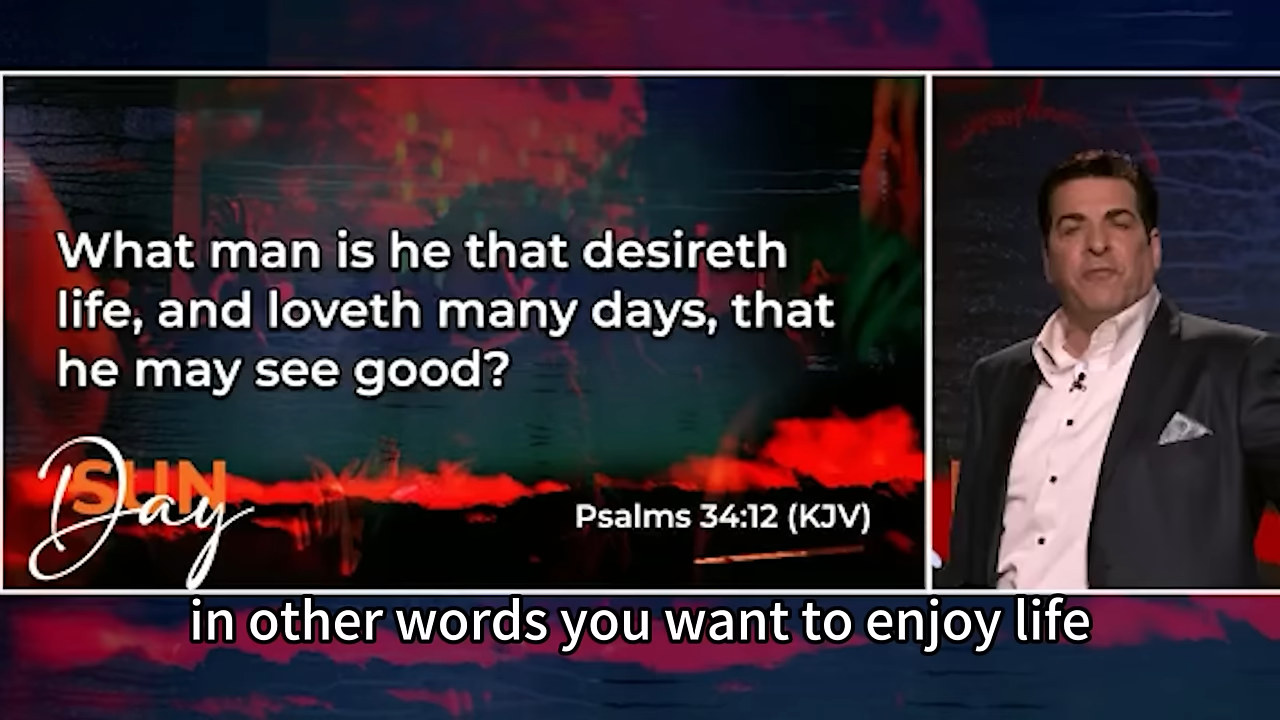 What man is he that desireth
life, and loveth many days, that
he may see good?
SUN
Day
Psalms 34:12 (KJV)
in other words you want to enjoy life